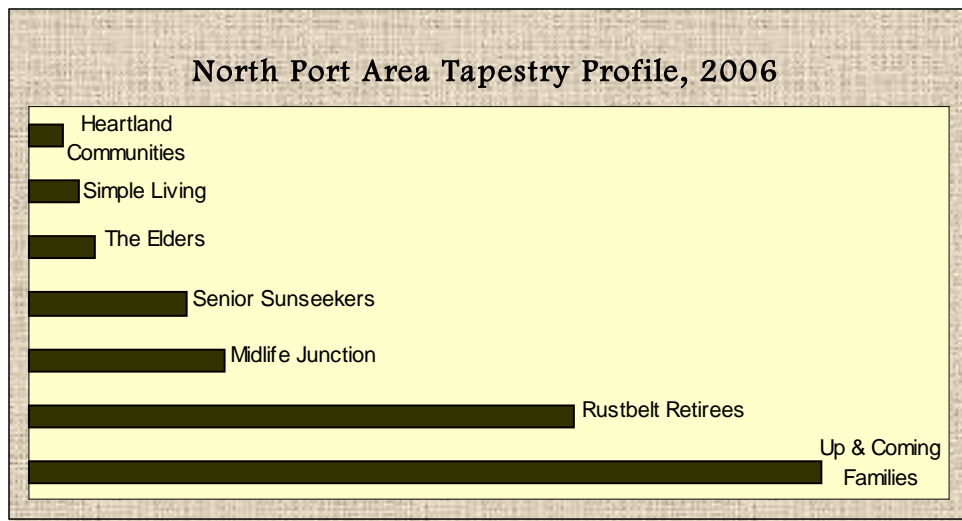 North Port Area Tapestry Profile, 2006
Heartland
Communities
Simple Living
The Elders
Senior Sunseekers
Midlife Junction
Rustbelt Retirees
Up & Coming
Families